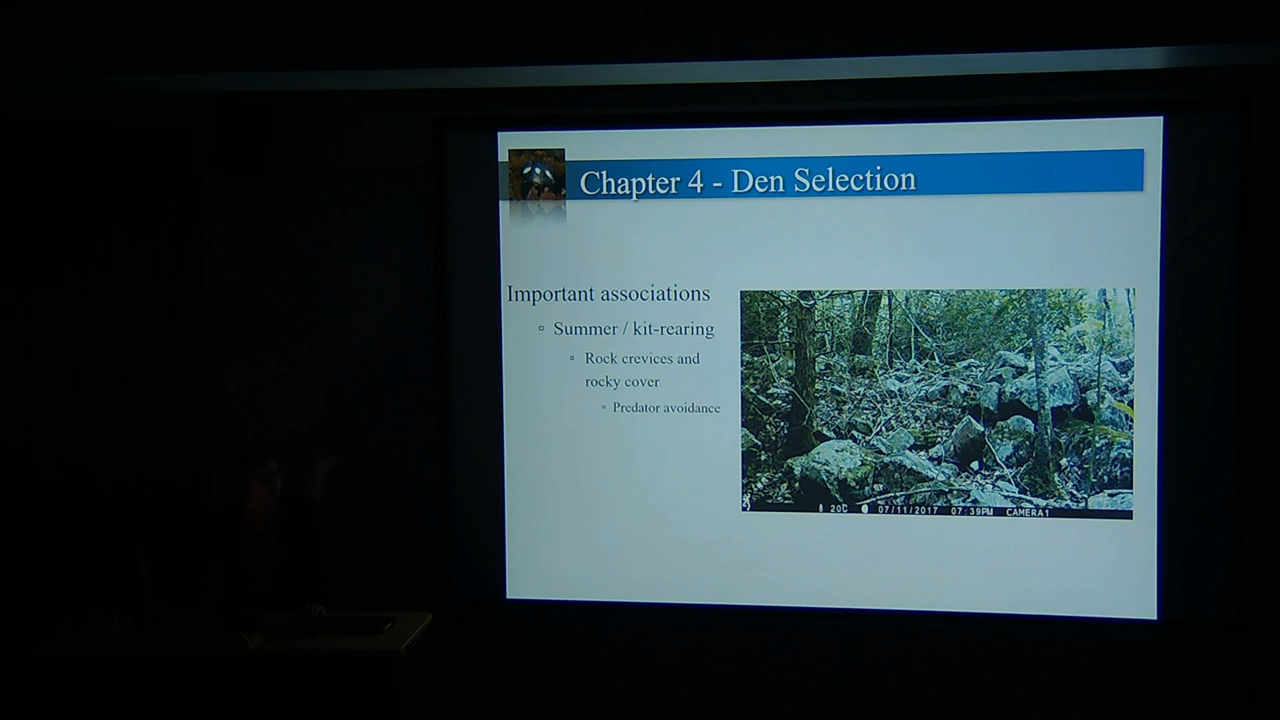 Chapter 4 - Den Selection
Important associations
Summer / kit-rearing
Rock crevices and
rocky cover
Predator avoidance
8 20C 07/11/2017 07:39PM CAMERA1